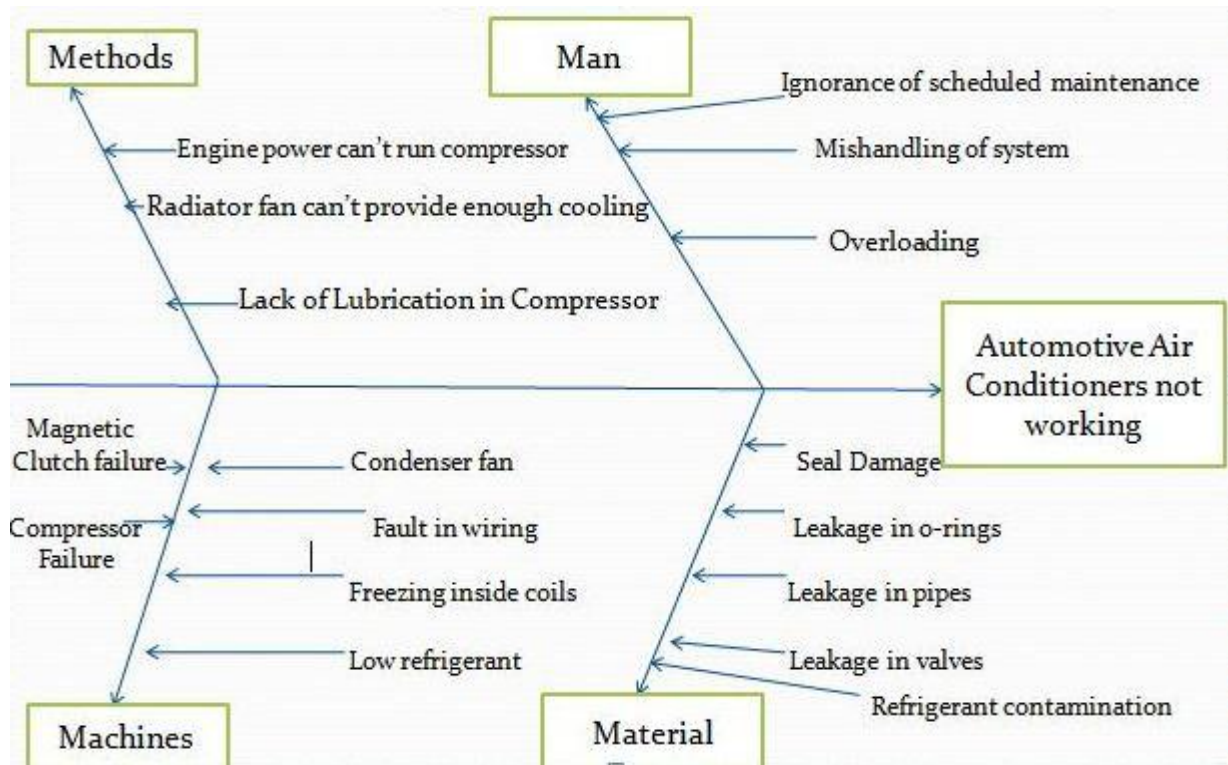 Methods
Man
Ignorance of scheduled maintenance
Engine power can't run compressor
Mishandling of system
Radiator fan can't provide enough cooling
Overloading
Lack of Lubrication in Compressor
Automotive Air
Conditioners not
working
Magnetic
Clutch failure
Condenser fan
Seal Damage
Compressor
Failure
Fault in wiring
Leakage in o-rings
Freezing inside coils
Leakage in pipes
Low refrigerant
Leakage in valves
Refrigerant contamination
Machines
Material